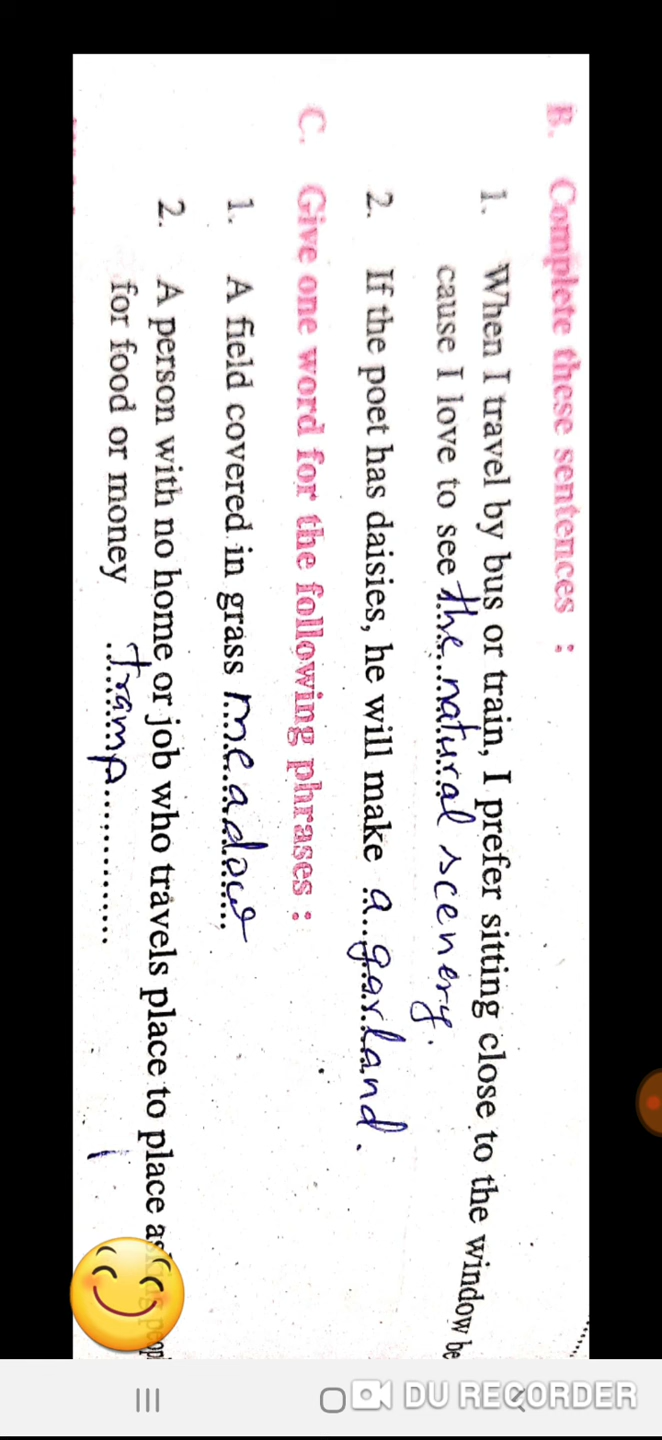 B. Complete these sentences :
1. When I travel by bus or train, I prefer sitting close to the window be
cause I love to see the natural scenery.
2. If the poet has daisies, he will make a garland.
C. Give one word for the following phrases :
1. A field covered in grass meadow
2. A person with no home or job who travels place to place asking peopl
for food or money tramp
DU RECORDER